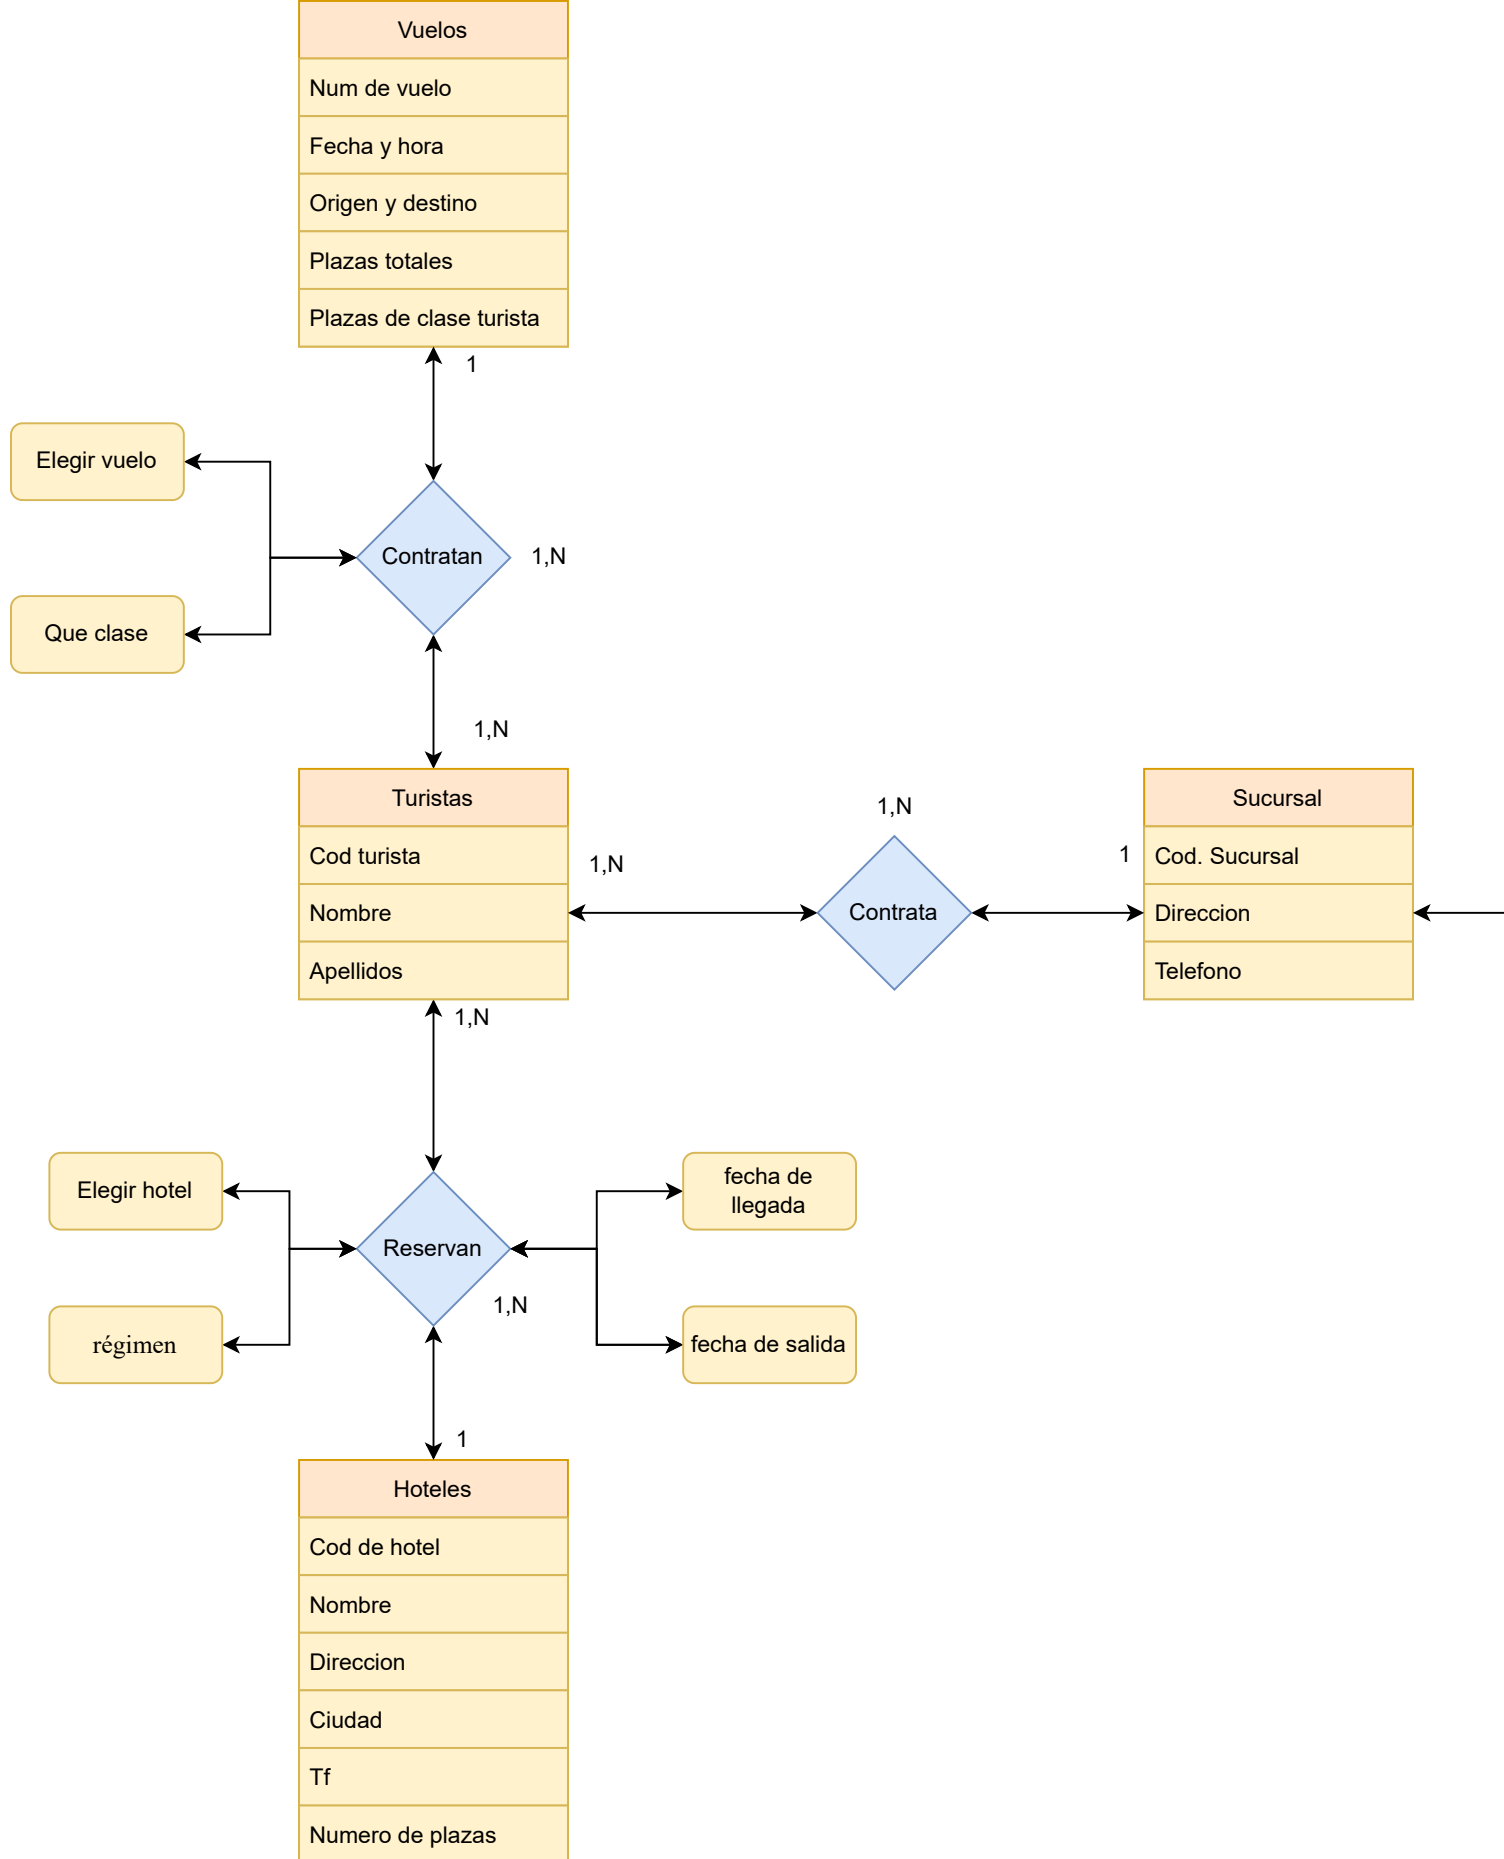 Vuelos
Num de vuelo
Fecha y hora
Origen y destino
Plazas totales
Plazas de clase turista
1
Elegir vuelo
Contratan
1,N
Que clase
1,N
Turistas
Cod turista
Nombre
Apellidos
1,N
1,N
Contrata
1
Sucursal
Cod. Sucursal
Direccion
Telefono
1,N
Elegir hotel
régimen
Reservan
1,N
fecha de
llegada
fecha de salida
1
Hoteles
Cod de hotel
Nombre
Direccion
Ciudad
Tf
Numero de plazas